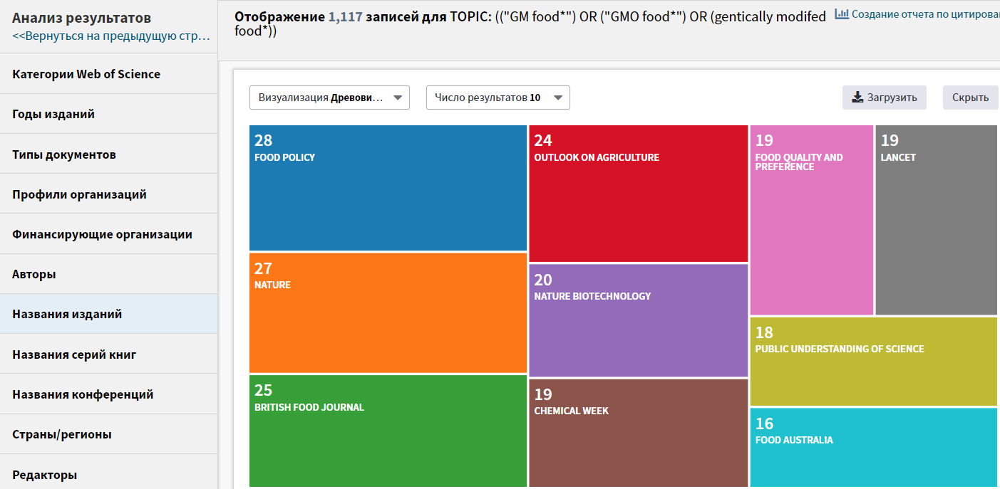 Анализ результатов
<<Вернуться на предыдущую стр...
Категории Web of Science
Годы изданий
Типы документов
Профили организаций
Финансирующие организации
Авторы
Названия изданий
Названия серий книг
Названия конференций
Страны/регионы
Редакторы
Отображение 1,117 записей для TOPIC: (("GM food*") OR ("GMO food*") OR (gentically modifed
food*))
Создание отчета по цитирова
Визуализация Древови...
Число результатов 10
Загрузить
Скрыть
28
FOOD POLICY
27
NATURE
25
BRITISH FOOD JOURNAL
24
OUTLOOK ON AGRICULTURE
20
NATURE BIOTECHNOLOGY
19
CHEMICAL WEEK
19
FOOD QUALITY AND
PREFERENCE
19
LANCET
18
PUBLIC UNDERSTANDING OF SCIENCE
16
FOOD AUSTRALIA